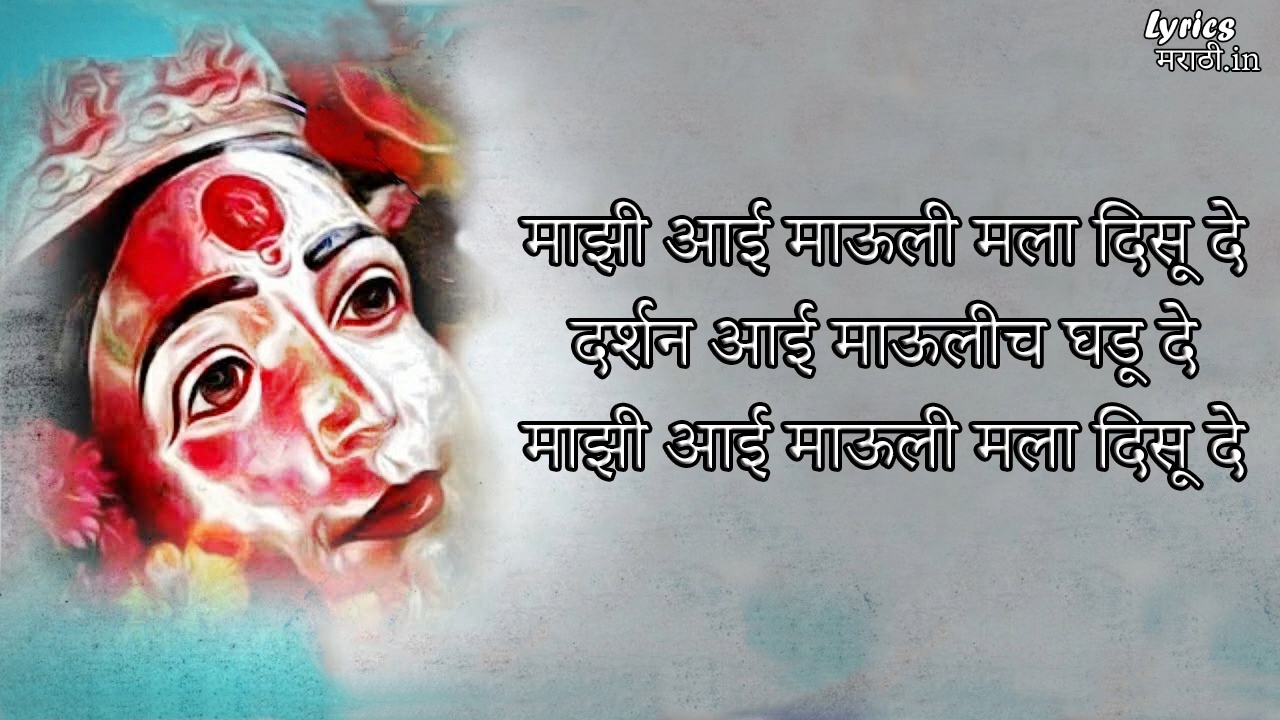 Lyrics
मराठी.in
माझी आई माऊली मला दिसू दे
दर्शन आई माऊलीच घडू दे
माझी आई माऊली मला दिसू दे